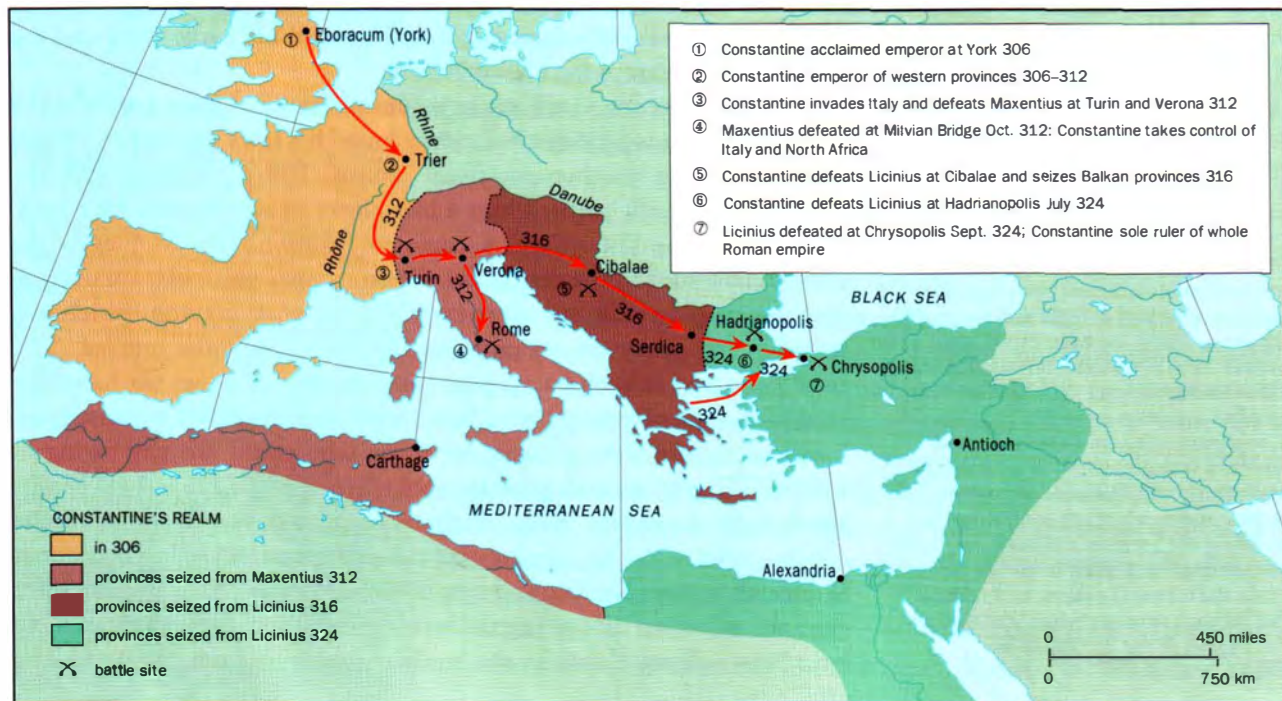 ① Constantine acclaimed emperor at York 306
② Constantine emperor of western provinces 306–312
③ Constantine invades Italy and defeats Maxentius at Turin and Verona 312
④ Maxentius defeated at Milvian Bridge Oct. 312: Constantine takes control of
Italy and North Africa
⑤ Constantine defeats Licinius at Cibalae and seizes Balkan provinces 316
⑥ Constantine defeats Licinius at Hadrianopolis July 324
⑦ Licinius defeated at Chrysopolis Sept. 324; Constantine sole ruler of whole
Roman empire
① Eboracum (York)
Rhine
② Trier
312
Rhône
Danube
③ Turin
Verona
316
Cibalae
⑤
312
316
Rome
④
BLACK SEA
Hadrianopolis
Serdica
324
⑥
324
Chrysopolis
⑦
324
Carthage
Antioch
MEDITERRANEAN SEA
Alexandria
CONSTANTINE'S REALM
in 306
provinces seized from Maxentius 312
provinces seized from Licinius 316
provinces seized from Licinius 324
battle site
0 450 miles
0 750 km